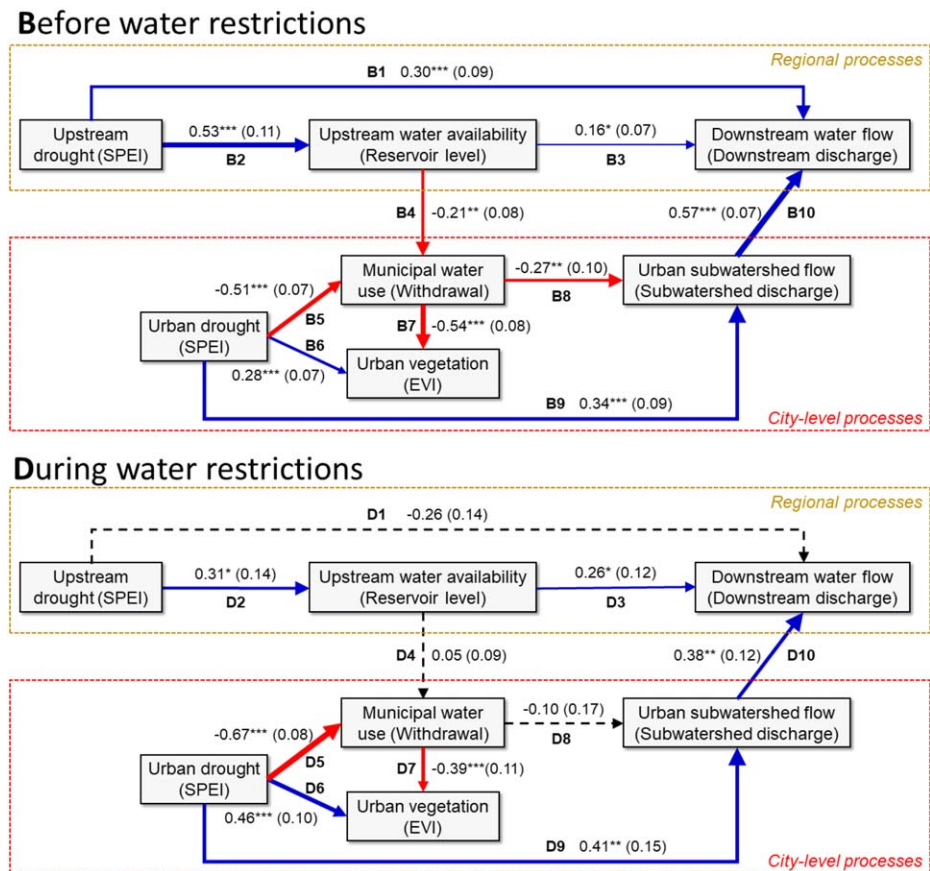 Before water restrictions
Regional processes
B1 0.30*** (0.09)
Upstream
drought (SPEI)
0.53*** (0.11)
B2
Upstream water availability
(Reservoir level)
0.16* (0.07)
B3
Downstream water flow
(Downstream discharge)
B4 -0.21** (0.08)
0.57*** (0.07) B10
Municipal water
use (Withdrawal)
-0.27** (0.10)
B8
Urban subwatershed flow
(Subwatershed discharge)
-0.51*** (0.07)
B5
B7 -0.54*** (0.08)
Urban drought
(SPEI)
B6
0.28*** (0.07)
Urban vegetation
(EVI)
B9 0.34*** (0.09)
City-level processes
During water restrictions
Regional processes
D1 -0.26 (0.14)
Upstream
drought (SPEI)
0.31* (0.14)
D2
Upstream water availability
(Reservoir level)
0.26* (0.12)
D3
Downstream water flow
(Downstream discharge)
D4 0.05 (0.09)
0.38** (0.12) D10
Municipal water
use (Withdrawal)
-0.10 (0.17)
D8
Urban subwatershed flow
(Subwatershed discharge)
-0.67*** (0.08)
D5
D7 -0.39***(0.11)
Urban drought
(SPEI)
D6
0.46*** (0.10)
Urban vegetation
(EVI)
D9 0.41** (0.15)
City-level processes